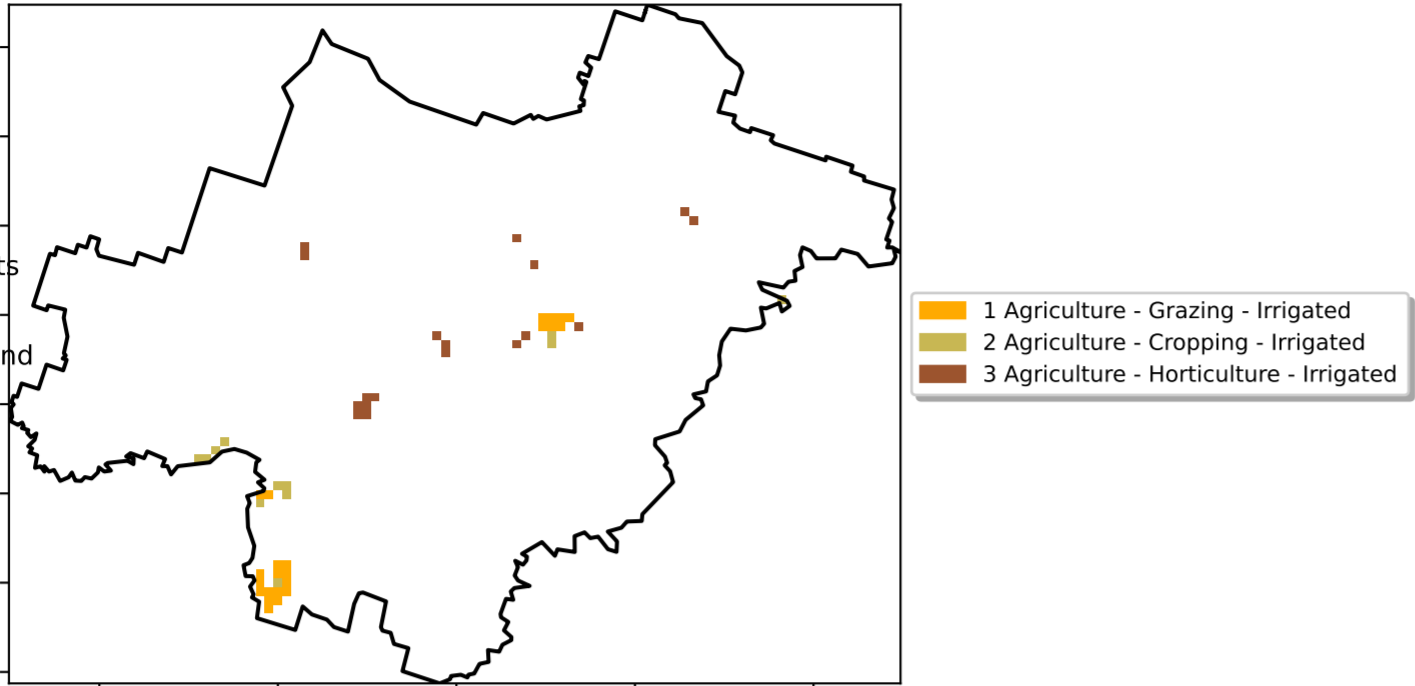 ts
nd
1 Agriculture - Grazing - Irrigated
2 Agriculture - Cropping - Irrigated
3 Agriculture - Horticulture - Irrigated